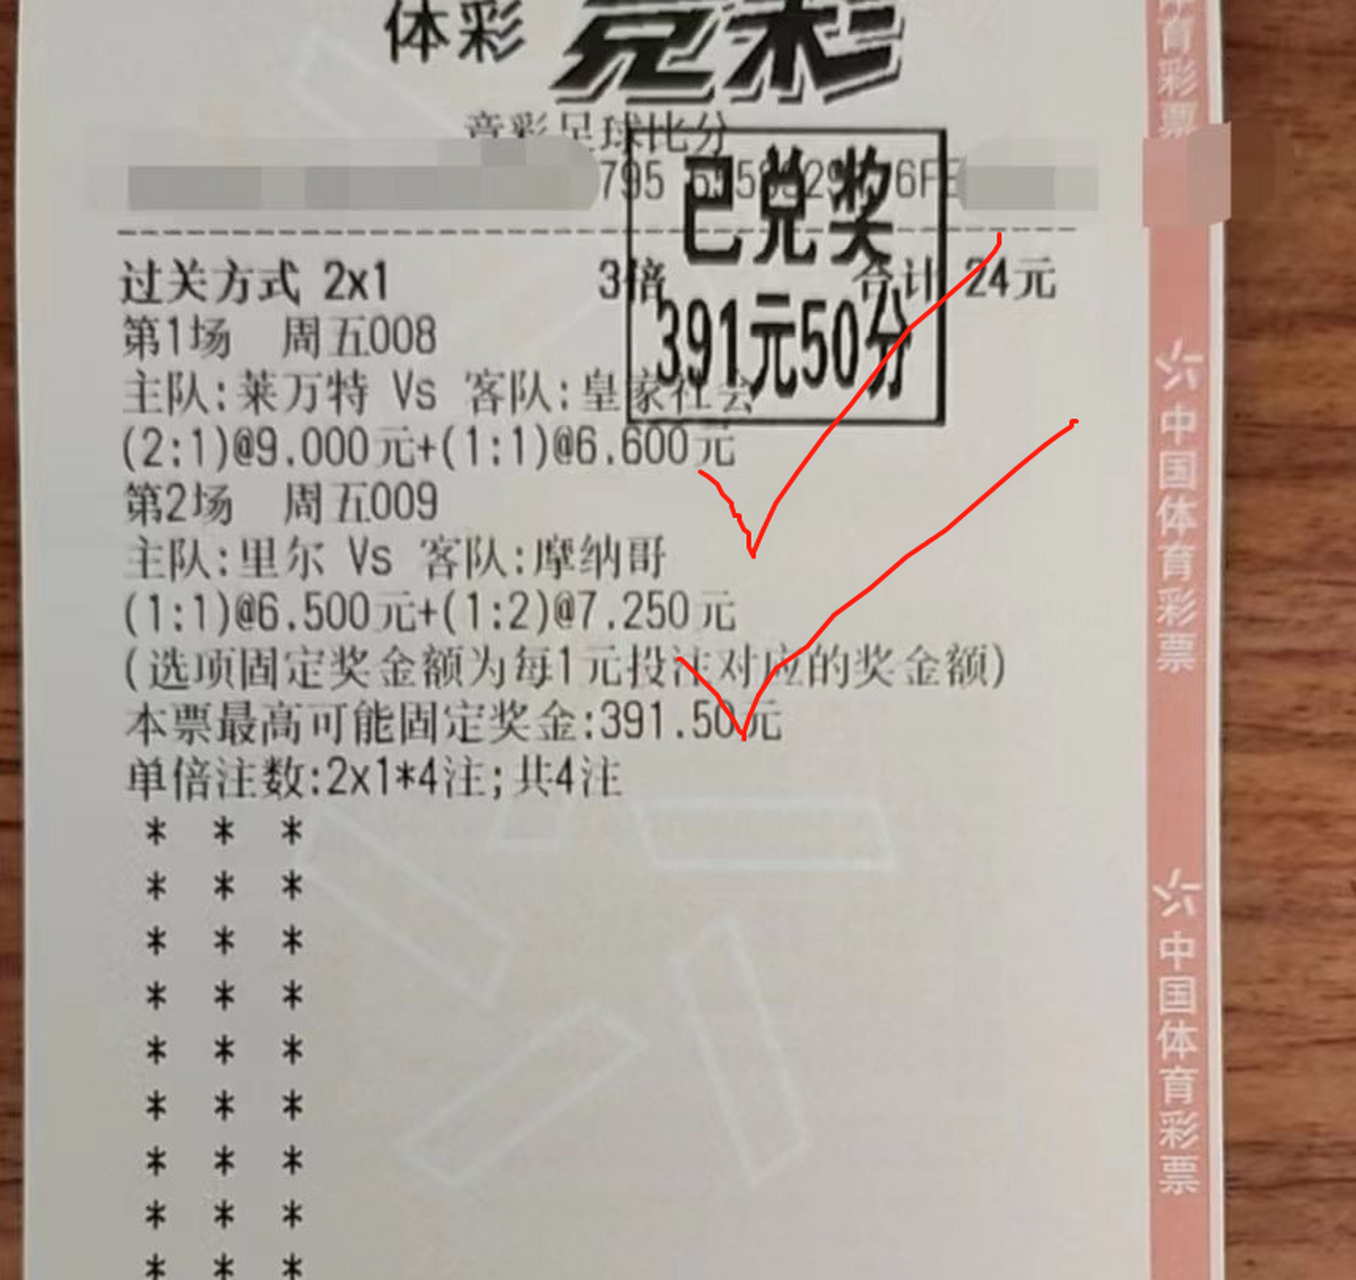 体彩 竞彩
竞彩足球比分
过关方式 2x1 3倍 合计 24元
已兑奖
391元50分
第1场 周五008
主队:莱万特 Vs 客队:皇家社会
(2:1)@9.000元+(1:1)@6.600元
第2场 周五009
主队:里尔 Vs 客队:摩纳哥
(1:1)@6.500元+(1:2)@7.250元
(选项固定奖金额为每1元投注对应的奖金额)
本票最高可能固定奖金:391.50元
单倍注数:2x1*4注;共4注
* * *
* * *
* * *
* * *
* * *
* * *
* * *
* * *
* * *
育彩票
中国体育彩票
中国体育彩票